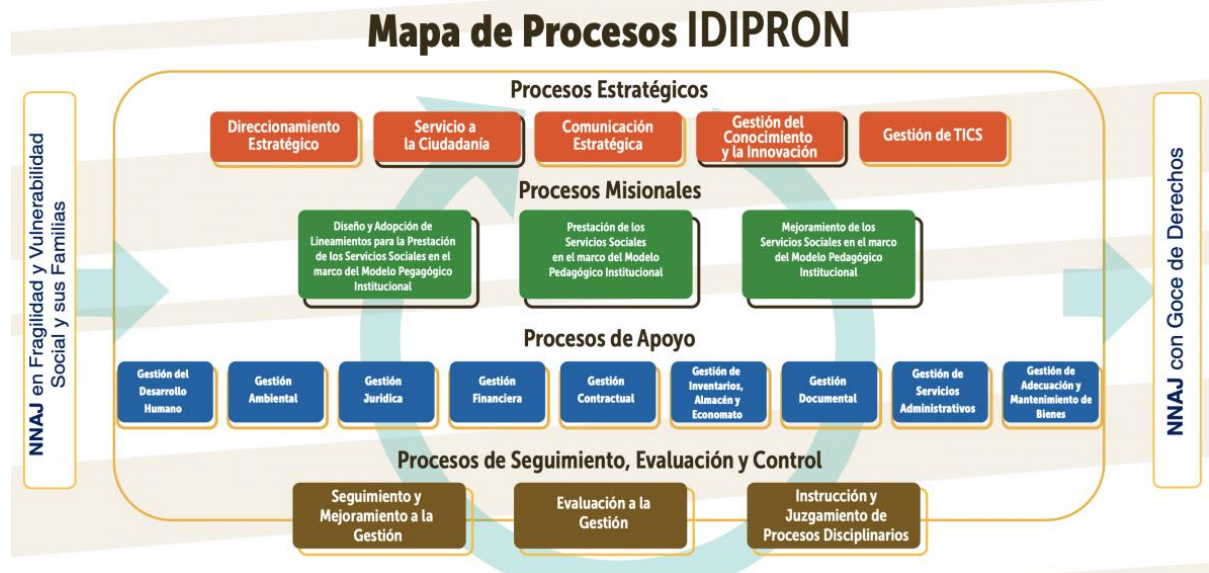 Mapa de Procesos IDIPRON
NNAJ en Fragilidad y Vulnerabilidad
Social y sus Familias
Procesos Estratégicos
Direccionamiento
Estratégico
Servicio a
la Ciudadanía
Comunicación
Estratégica
Gestión del
Conocimiento
y la Innovación
Gestión de TICS
Procesos Misionales
Diseño y Adopción de
Lineamientos para la Prestación
de los Servicios Sociales en el
marco del Modelo Pegagógico
Institucional
Prestación de los
Servicios Sociales
en el marco del Modelo
Pedagógico Institucional
Mejoramiento de los
Servicios Sociales en el marco
del Modelo Pedagógico
Institucional
Procesos de Apoyo
Gestión del
Desarrollo
Humano
Gestión
Ambiental
Gestión
Jurídica
Gestión
Financiera
Gestión
Contractual
Gestión de
Inventarios,
Almacén y
Economato
Gestión
Documental
Gestión de
Servicios
Administrativos
Gestión de
Adecuación y
Mantenimiento de
Bienes
Procesos de Seguimiento, Evaluación y Control
Seguimiento y
Mejoramiento a la
Gestión
Evaluación a la
Gestión
Instrucción y
Juzgamiento de
Procesos Disciplinarios
NNAJ con Goce de Derechos